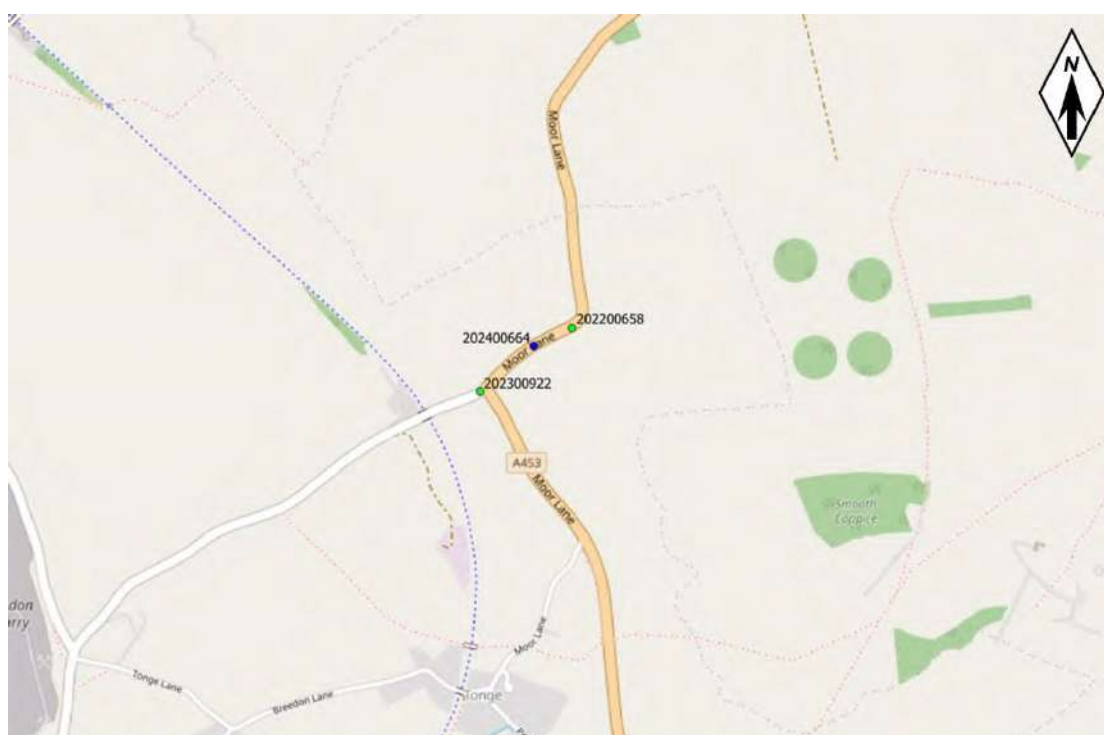 N
Moor Lane
202200658
202400664
Moor Lane
202300922
A453
Moor Lane
Smooth
Coppice
Moor Lane
Tonge Lane
Breedon Lane
Tonge